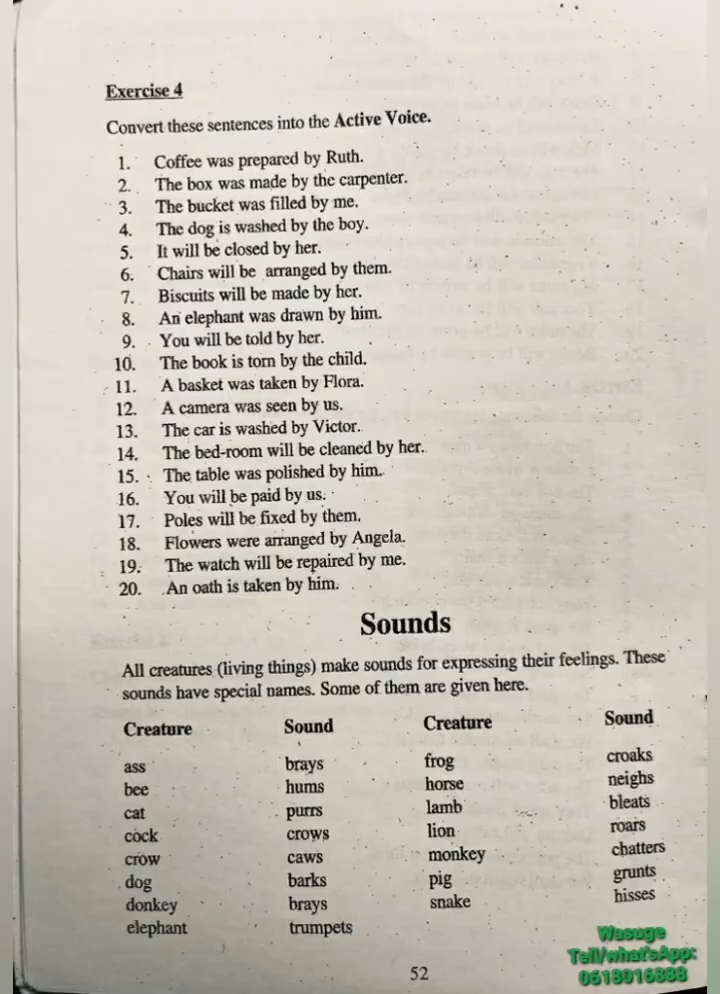 Exercise 4
Convert these sentences into the Active Voice.
1. Coffee was prepared by Ruth.
2. The box was made by the carpenter.
3. The bucket was filled by me.
4. The dog is washed by the boy.
5. It will be closed by her.
6. Chairs will be arranged by them.
7. Biscuits will be made by her.
8. An elephant was drawn by him.
9. You will be told by her.
10. The book is torn by the child.
11. A basket was taken by Flora.
12. A camera was seen by us.
13. The car is washed by Victor.
14. The bed-room will be cleaned by her.
15. The table was polished by him.
16. You will be paid by us.
17. Poles will be fixed by them.
18. Flowers were arranged by Angela.
19. The watch will be repaired by me.
20. An oath is taken by him.
Sounds
All creatures (living things) make sounds for expressing their feelings. These
sounds have special names. Some of them are given here.
Creature Sound Creature Sound
ass brays frog croaks
bee hums horse neighs
cat purrs lamb bleats
cock crows lion roars
crow caws monkey chatters
dog barks pig grunts
donkey brays snake hisses
elephant trumpets
52
Wasuge
Tell/what'sApp:
0618016888